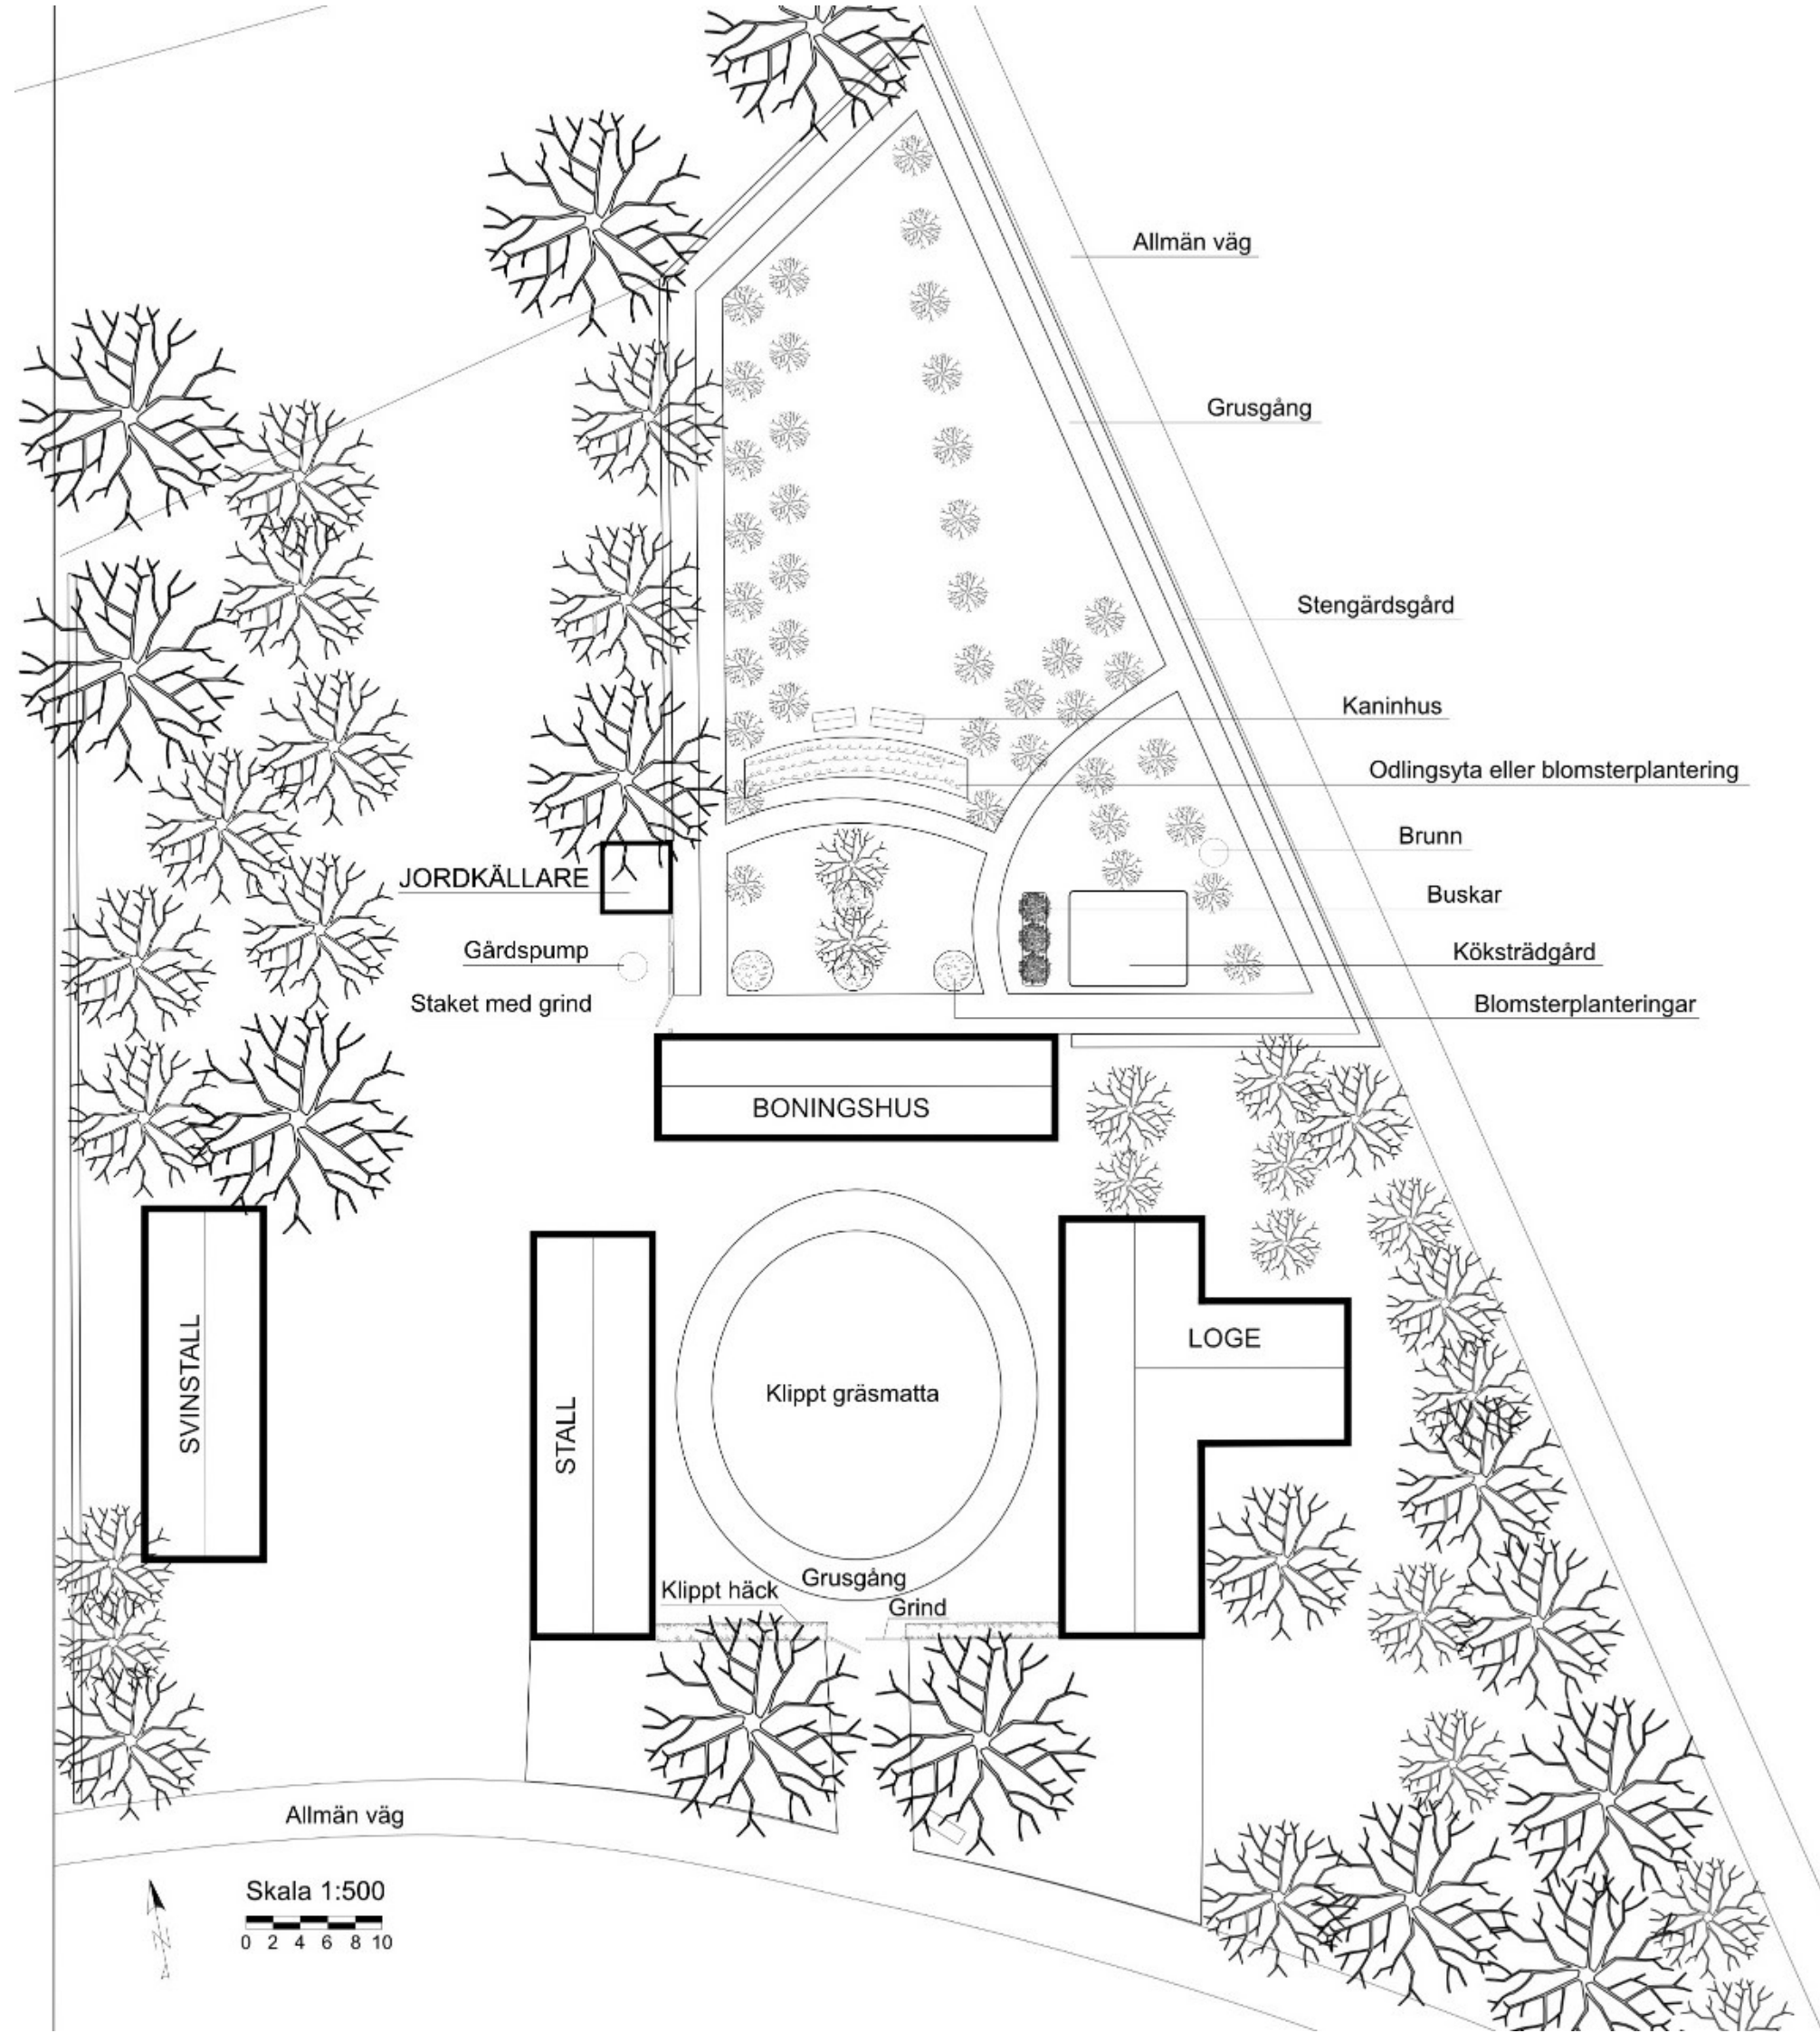 Allmän väg
Grusgång
Stengärdsgård
Kaninhus
Odlingsyta eller blomsterplantering
Brunn
JORDKÄLLARE
Buskar
Gårdspump
Köksträdgård
Staket med grind
Blomsterplanteringar
BONINGSHUS
SVINSTALL
STALL
LOGE
Klippt gräsmatta
Grusgång
Klippt häck
Grind
Allmän väg
Skala 1:500
0 2 4 6 8 10
N